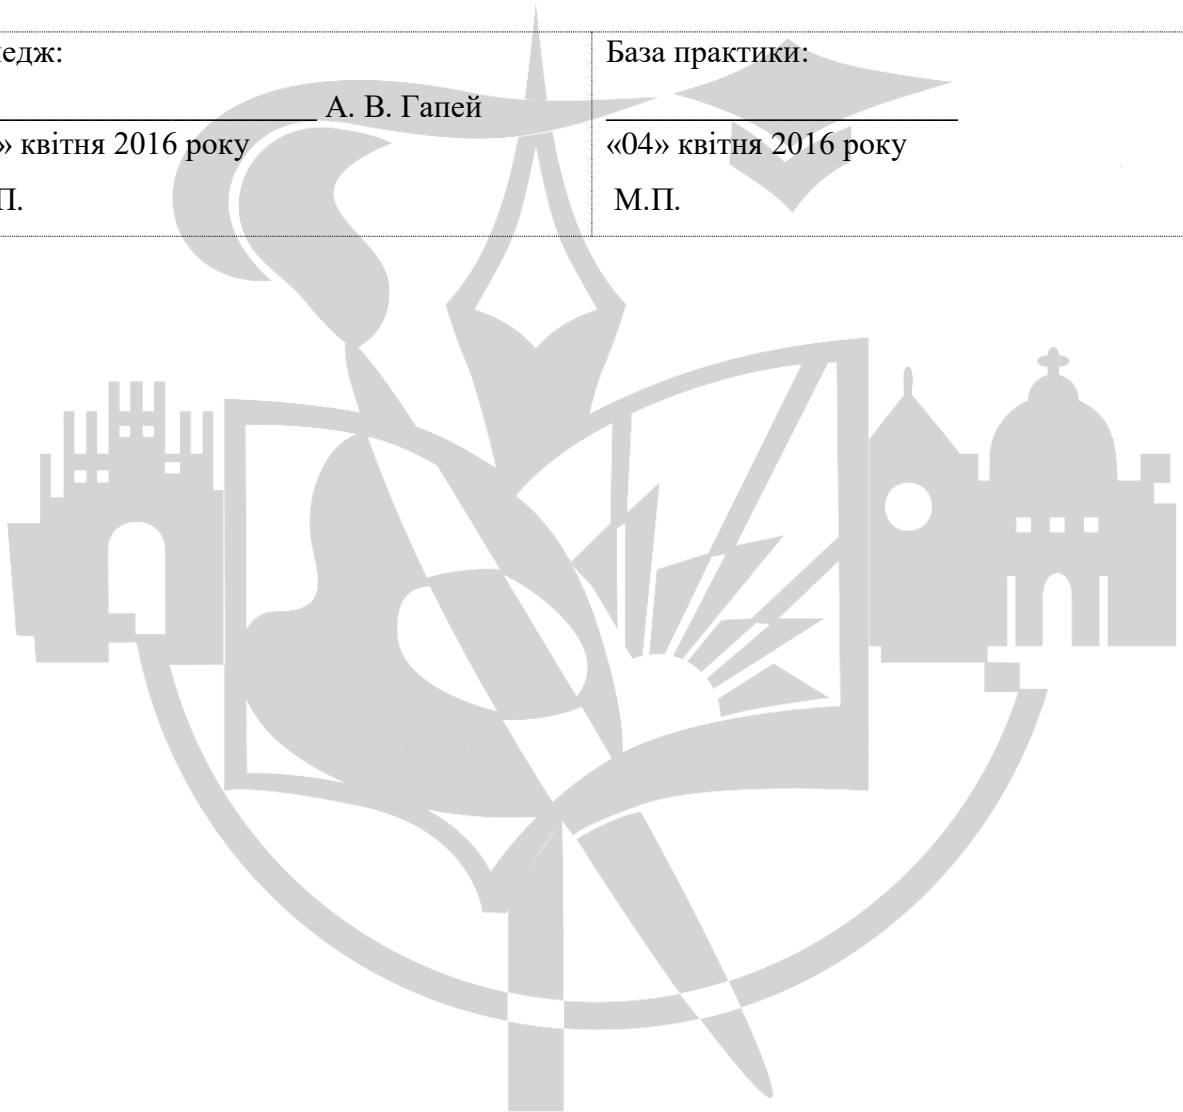 едж:
А. В. Гапей
» квітня 2016 року
П.
База практики:
«04» квітня 2016 року
М.П.